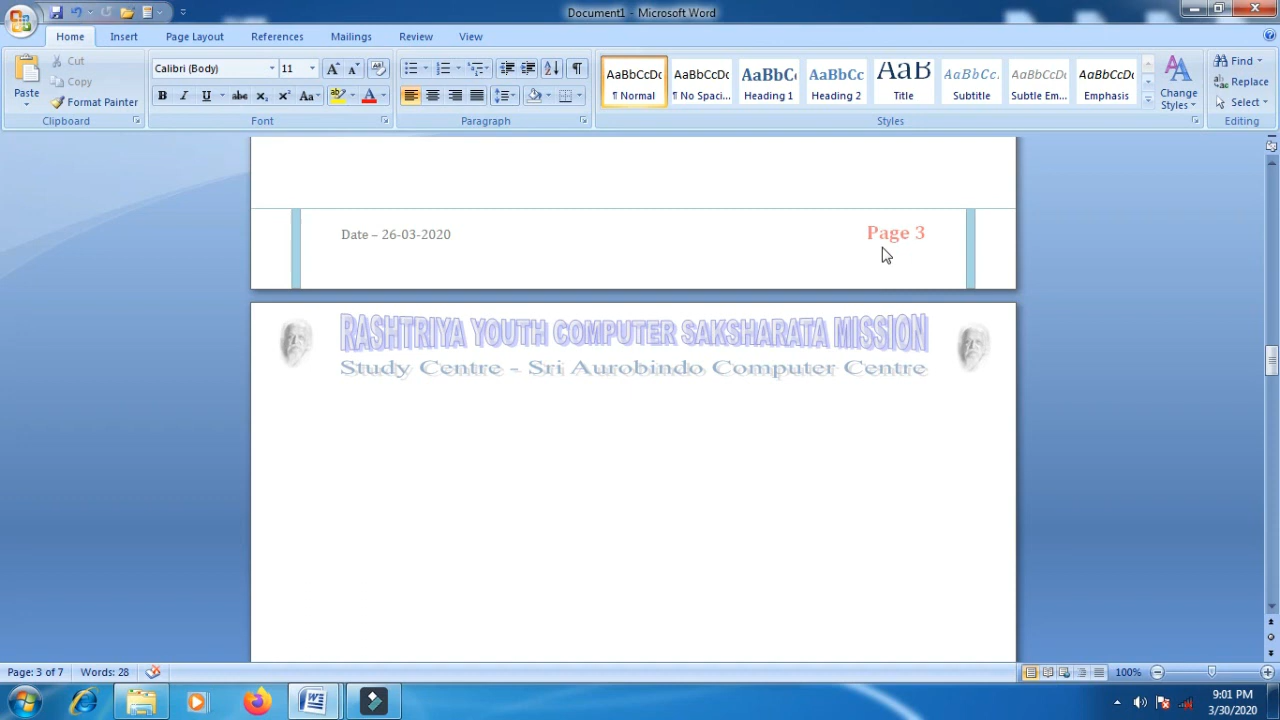 Document1 - Microsoft Word
Home Insert Page Layout References Mailings Review View
Paste
Cut
Copy
Format Painter
Clipboard
Calibri (Body) 11
Font
Paragraph
AaBbCcDc AaBbCcDc AaBbC AaBbCc AaB AaBbCc. AaBbCcDc AaBbCcDc
¶ Normal ¶ No Spaci... Heading 1 Heading 2 Title Subtitle Subtle Em... Emphasis
Change Styles
Styles
Find
Replace
Select
Editing
Date – 26-03-2020 Page 3
RASHTRIYA YOUTH COMPUTER SAKSHARATA MISSION
Study Centre - Sri Aurobindo Computer Centre
Page: 3 of 7 Words: 28 100%
9:01 PM
3/30/2020